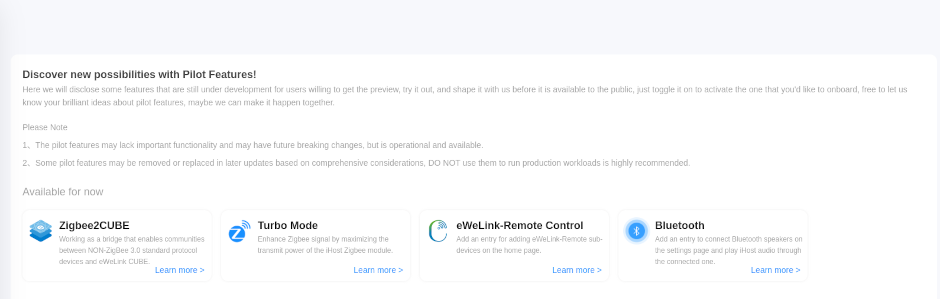 Discover new possibilities with Pilot Features!
Here we will disclose some features that are still under development for users willing to get the preview, try it out, and shape it with us before it is available to the public, just toggle it on to activate the one that you'd like to onboard, free to let us
know your brilliant ideas about pilot features, maybe we can make it happen together.
Please Note
1、The pilot features may lack important functionality and may have future breaking changes, but is operational and available.
2、Some pilot features may be removed or replaced in later updates based on comprehensive considerations, DO NOT use them to run production workloads is highly recommended.
Available for now
Zigbee2CUBE
Working as a bridge that enables communities
between NON-ZigBee 3.0 standard protocol
devices and eWeLink CUBE.
Learn more >
Turbo Mode
Enhance Zigbee signal by maximizing the
transmit power of the iHost Zigbee module.
Learn more >
eWeLink-Remote Control
Add an entry for adding eWeLink-Remote sub-
devices on the home page.
Learn more >
Bluetooth
Add an entry to connect Bluetooth speakers on
the settings page and play iHost audio through
the connected one.
Learn more >